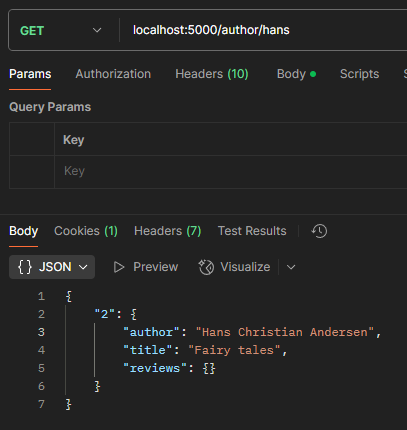 GET localhost:5000/author/hans
Params Authorization Headers (10) Body Scripts
Query Params
Key
Key
Body Cookies (1) Headers (7) Test Results
{} JSON Preview Visualize
1 {
2 "2": {
3 "author": "Hans Christian Andersen",
4 "title": "Fairy tales",
5 "reviews": {}
6 }
7 }